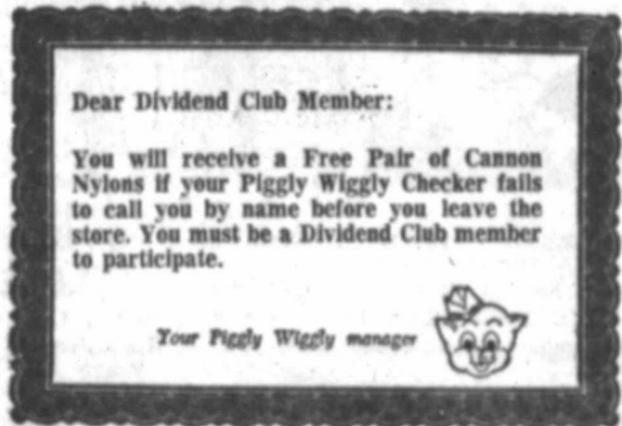 Dear Dividend Club Member:
You will receive a Free Pair of Cannon
Nylons if your Piggly Wiggly Checker fails
to call you by name before you leave the
store. You must be a Dividend Club member
to participate.
Your Piggly Wiggly manager